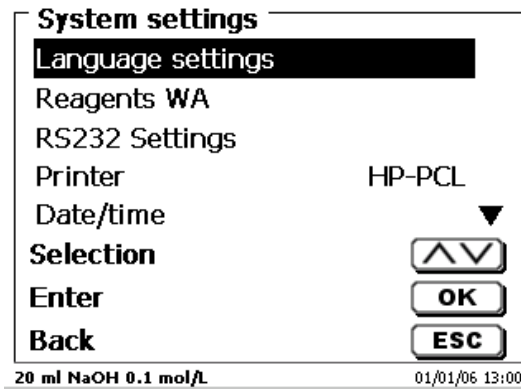 System settings
Language settings
Reagents WA
RS232 Settings
Printer HP-PCL
Date/time
Selection
Enter OK
Back ESC
20 ml NaOH 0.1 mol/L 01/01/06 13:00